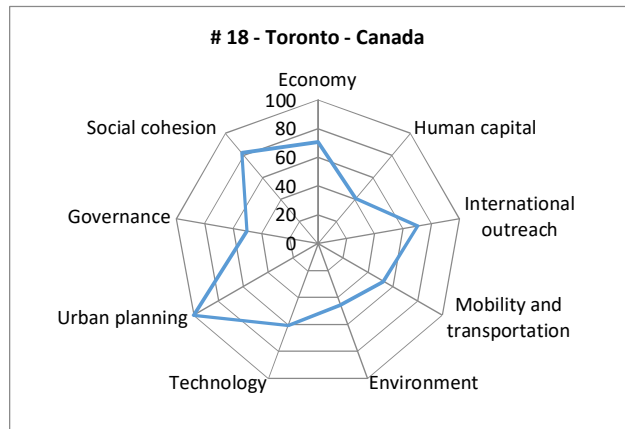 # 18 - Toronto - Canada
Economy
100
80
60
40
20
0
Human capital
International
outreach
Mobility and
transportation
Environment
Technology
Urban planning
Governance
Social cohesion